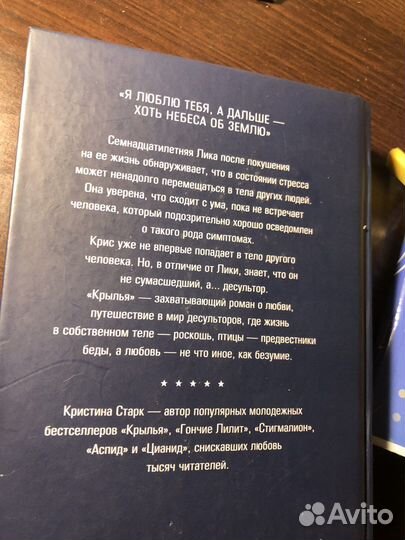 «Я ЛЮБЛЮ ТЕБЯ, А ДАЛЬШЕ —
ХОТЬ НЕБЕСА ОБ ЗЕМЛЮ»
Семнадцатилетняя Лика после покушения
на ее жизнь обнаруживает, что в состоянии стресса
может ненадолго перемещаться в тела других людей.
Она уверена, что сходит с ума, пока не встречает
человека, который подозрительно хорошо осведомлен
о такого рода симптомах.
Крис уже не впервые попадает в тело другого
человека. Но, в отличие от Лики, знает, что он
не сумасшедший, а... десультор.
«Крылья» — захватывающий роман о любви,
путешествие в мир десульторов, где жизнь
в собственном теле — роскошь, птицы — предвестники
беды, а любовь — не что иное, как безумие.
★ ★ ★ ★ ★
Кристина Старк — автор популярных молодежных
бестселлеров «Крылья», «Гончие Лилит», «Стигмалион»,
«Аспид» и «Цианид», снискавших любовь
тысяч читателей.
Avito